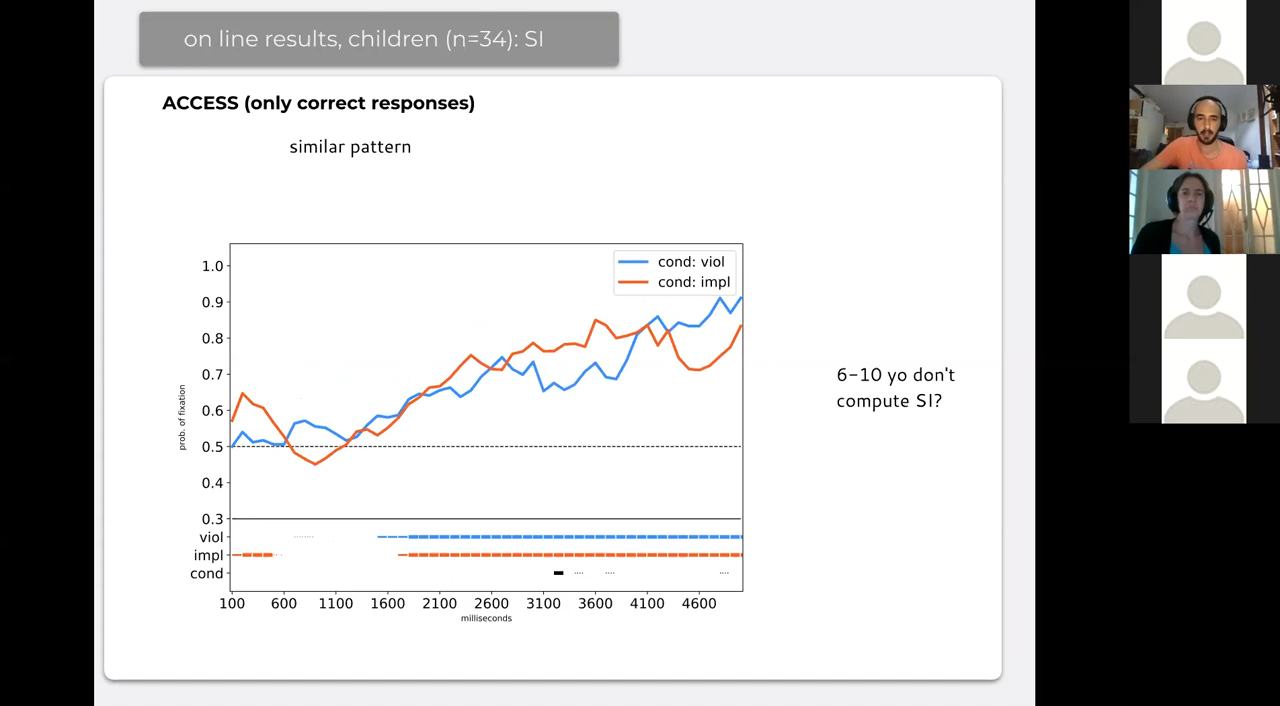 on line results, children (n=34): SI
ACCESS (only correct responses)
similar pattern
cond: viol
cond: impl
1.0
0.9
0.8
0.7
0.6
0.5
0.4
0.3
prob. of fixation
viol
impl
cond
100 600 1100 1600 2100 2600 3100 3600 4100 4600
milliseconds
6-10 yo don't
compute SI?